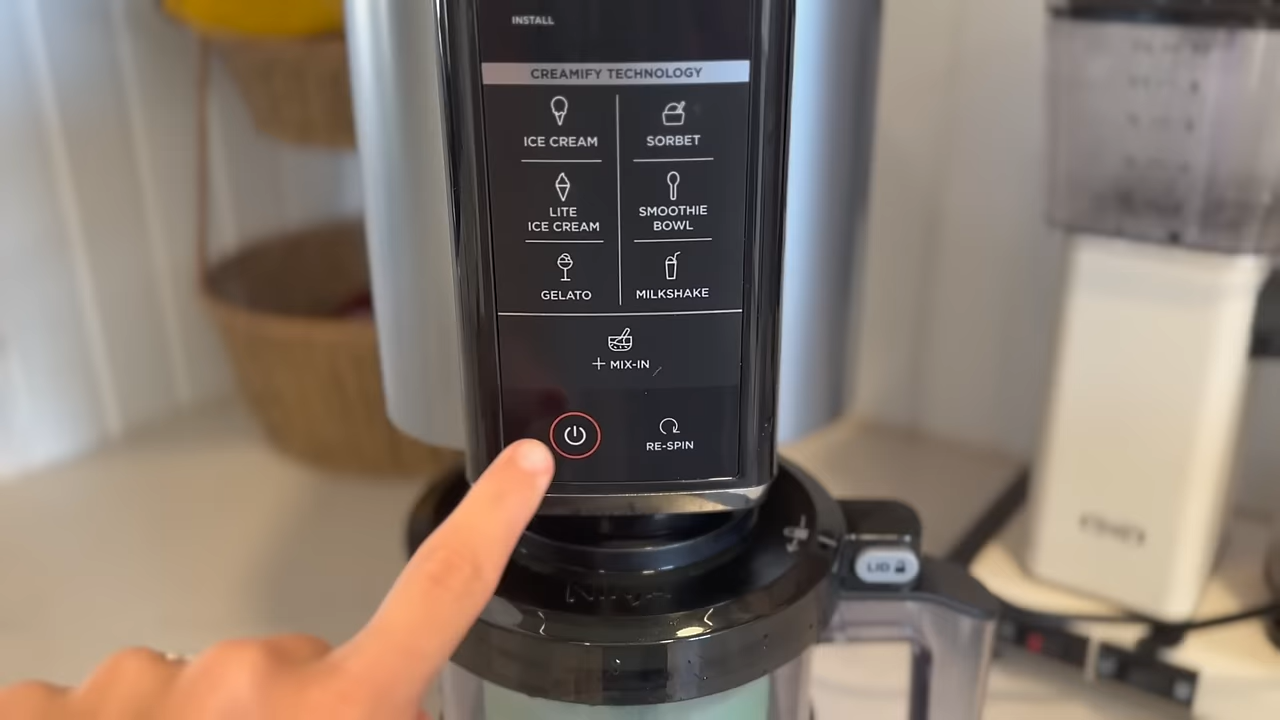 INSTALL
CREAMIFY TECHNOLOGY
ICE CREAM
SORBET
LITE
ICE CREAM
SMOOTHIE
BOWL
GELATO
MILKSHAKE
+ MIX-IN
RE-SPIN
LID